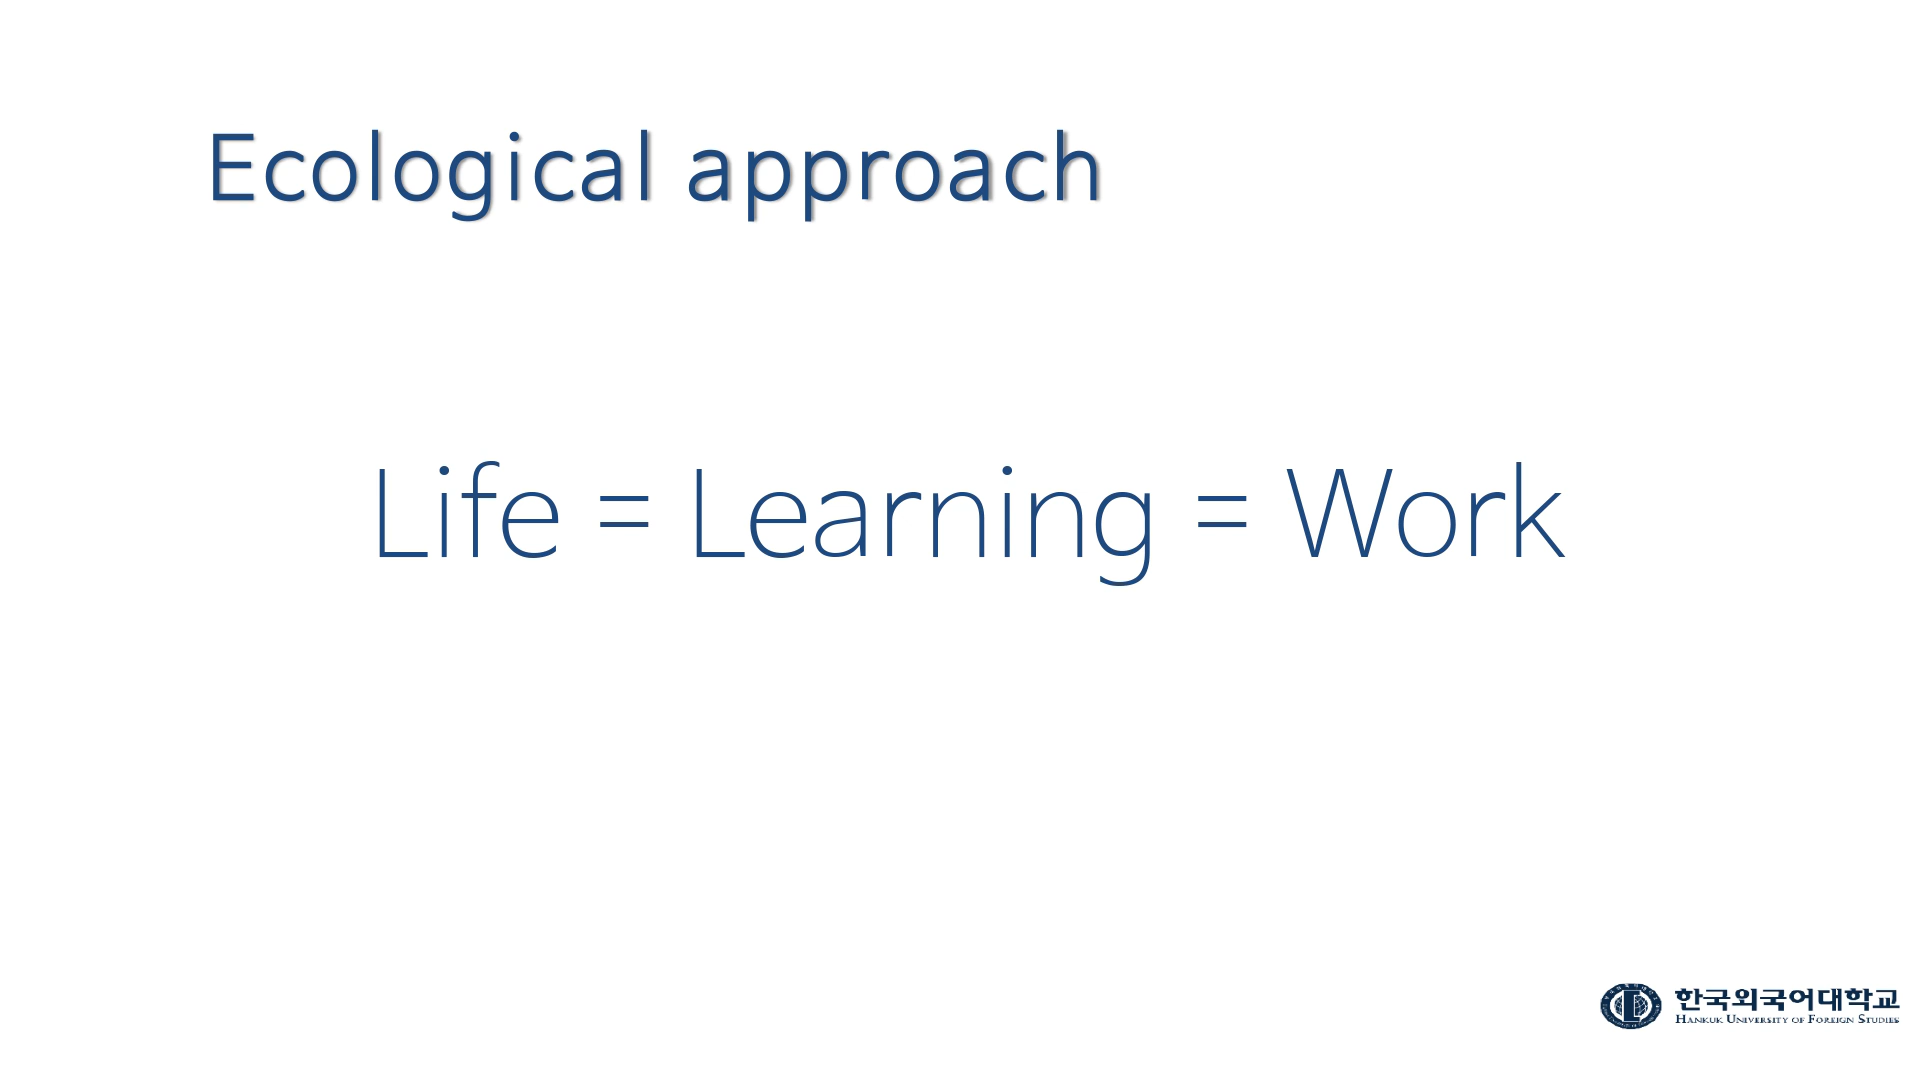 Ecological approach
Life = Learning = Work
한국외국어대학교
HANKUK UNIVERSITY OF FOREIGN STUDIES